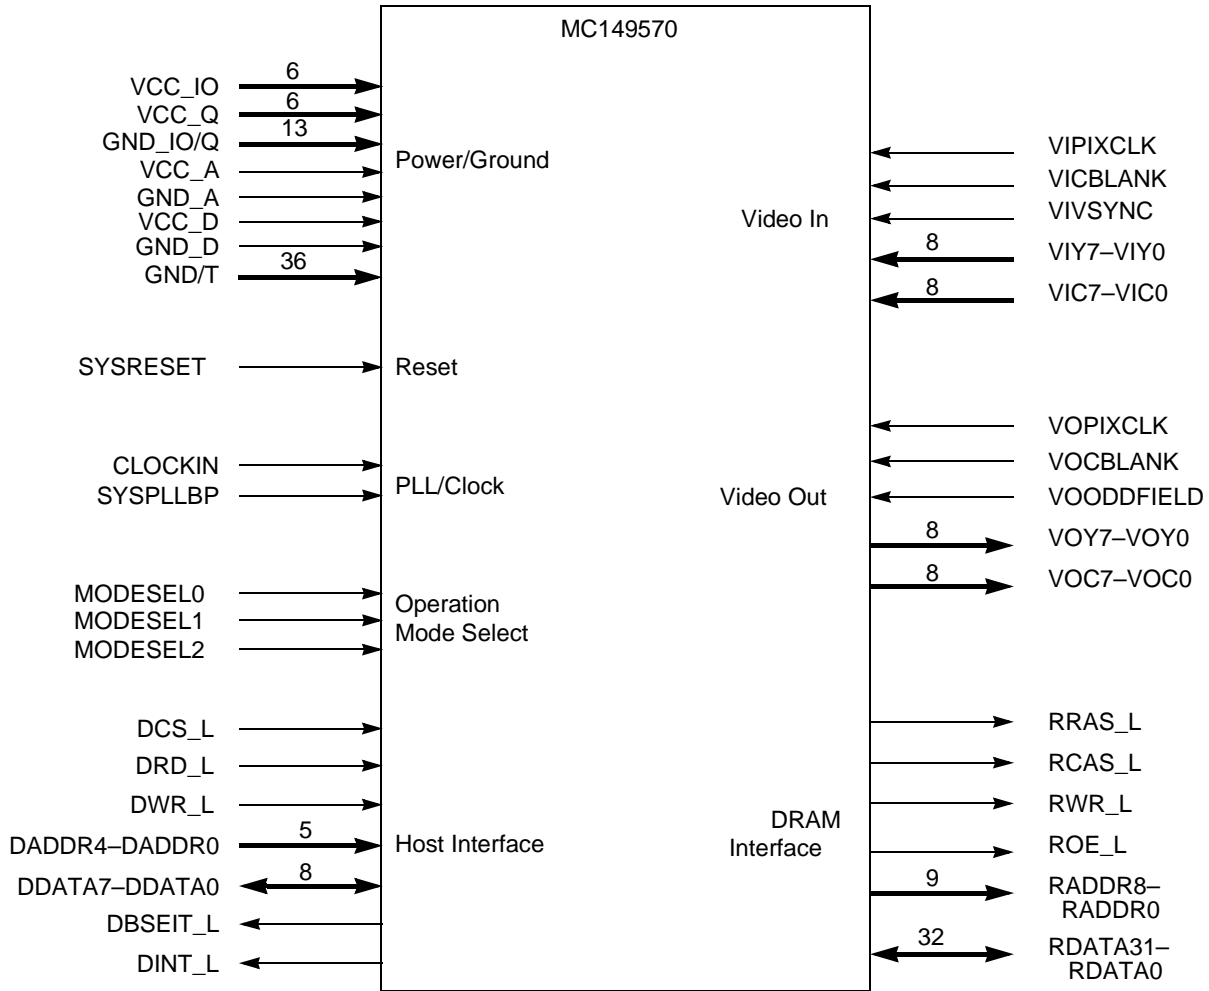 MC149570
6
VCC_IO
6
VCC_Q
13
GND_IO/Q
VCC_A
GND_A
VCC_D
GND_D
36
GND/T
Power/Ground
SYSRESET
Reset
CLOCKIN
SYSPLLBP
PLL/Clock
MODESEL0
MODESEL1
MODESEL2
Operation
Mode Select
DCS_L
DRD_L
DWR_L
5
DADDR4–DADDR0
8
DDATA7–DDATA0
DBSEIT_L
DINT_L
Host Interface
Video In
VIPIXCLK
VICBLANK
VIVSYNC
8
VIY7–VIY0
8
VIC7–VIC0
Video Out
VOPIXCLK
VOCBLANK
VOODDFIELD
8
VOY7–VOY0
8
VOC7–VOC0
DRAM
Interface
RRAS_L
RCAS_L
RWR_L
ROE_L
9
RADDR8–
RADDR0
32
RDATA31–
RDATA0